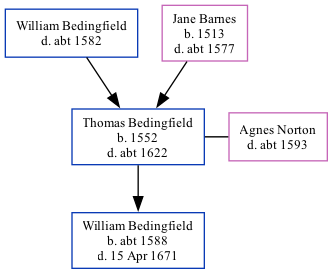 William Bedingfield
d. abt 1582
Jane Barnes
b. 1513
d. abt 1577
Thomas Bedingfield
b. 1552
d. abt 1622
Agnes Norton
d. abt 1593
William Bedingfield
b. abt 1588
d. 15 Apr 1671